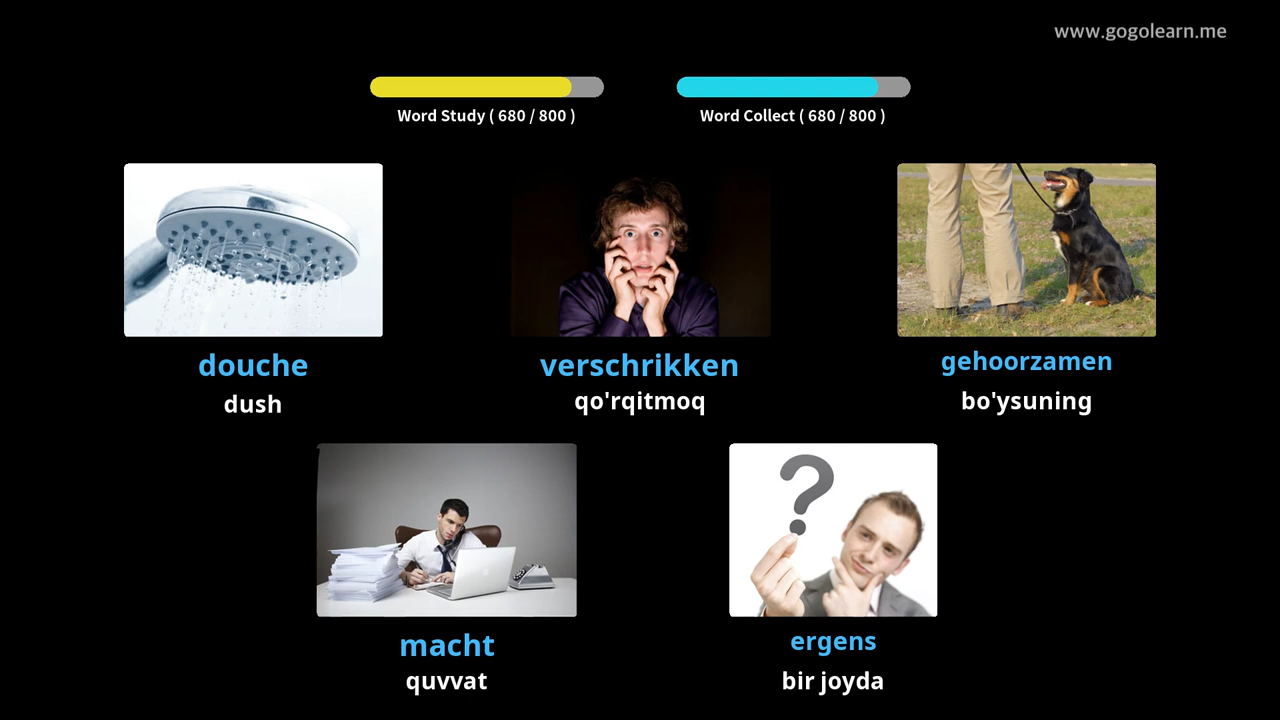 www.gogolearn.me
Word Study ( 680 / 800 )
Word Collect ( 680 / 800 )
douche
dush
verschrikken
qo'rqitmoq
gehoorzamen
bo'ysuning
macht
quvvat
ergens
bir joyda